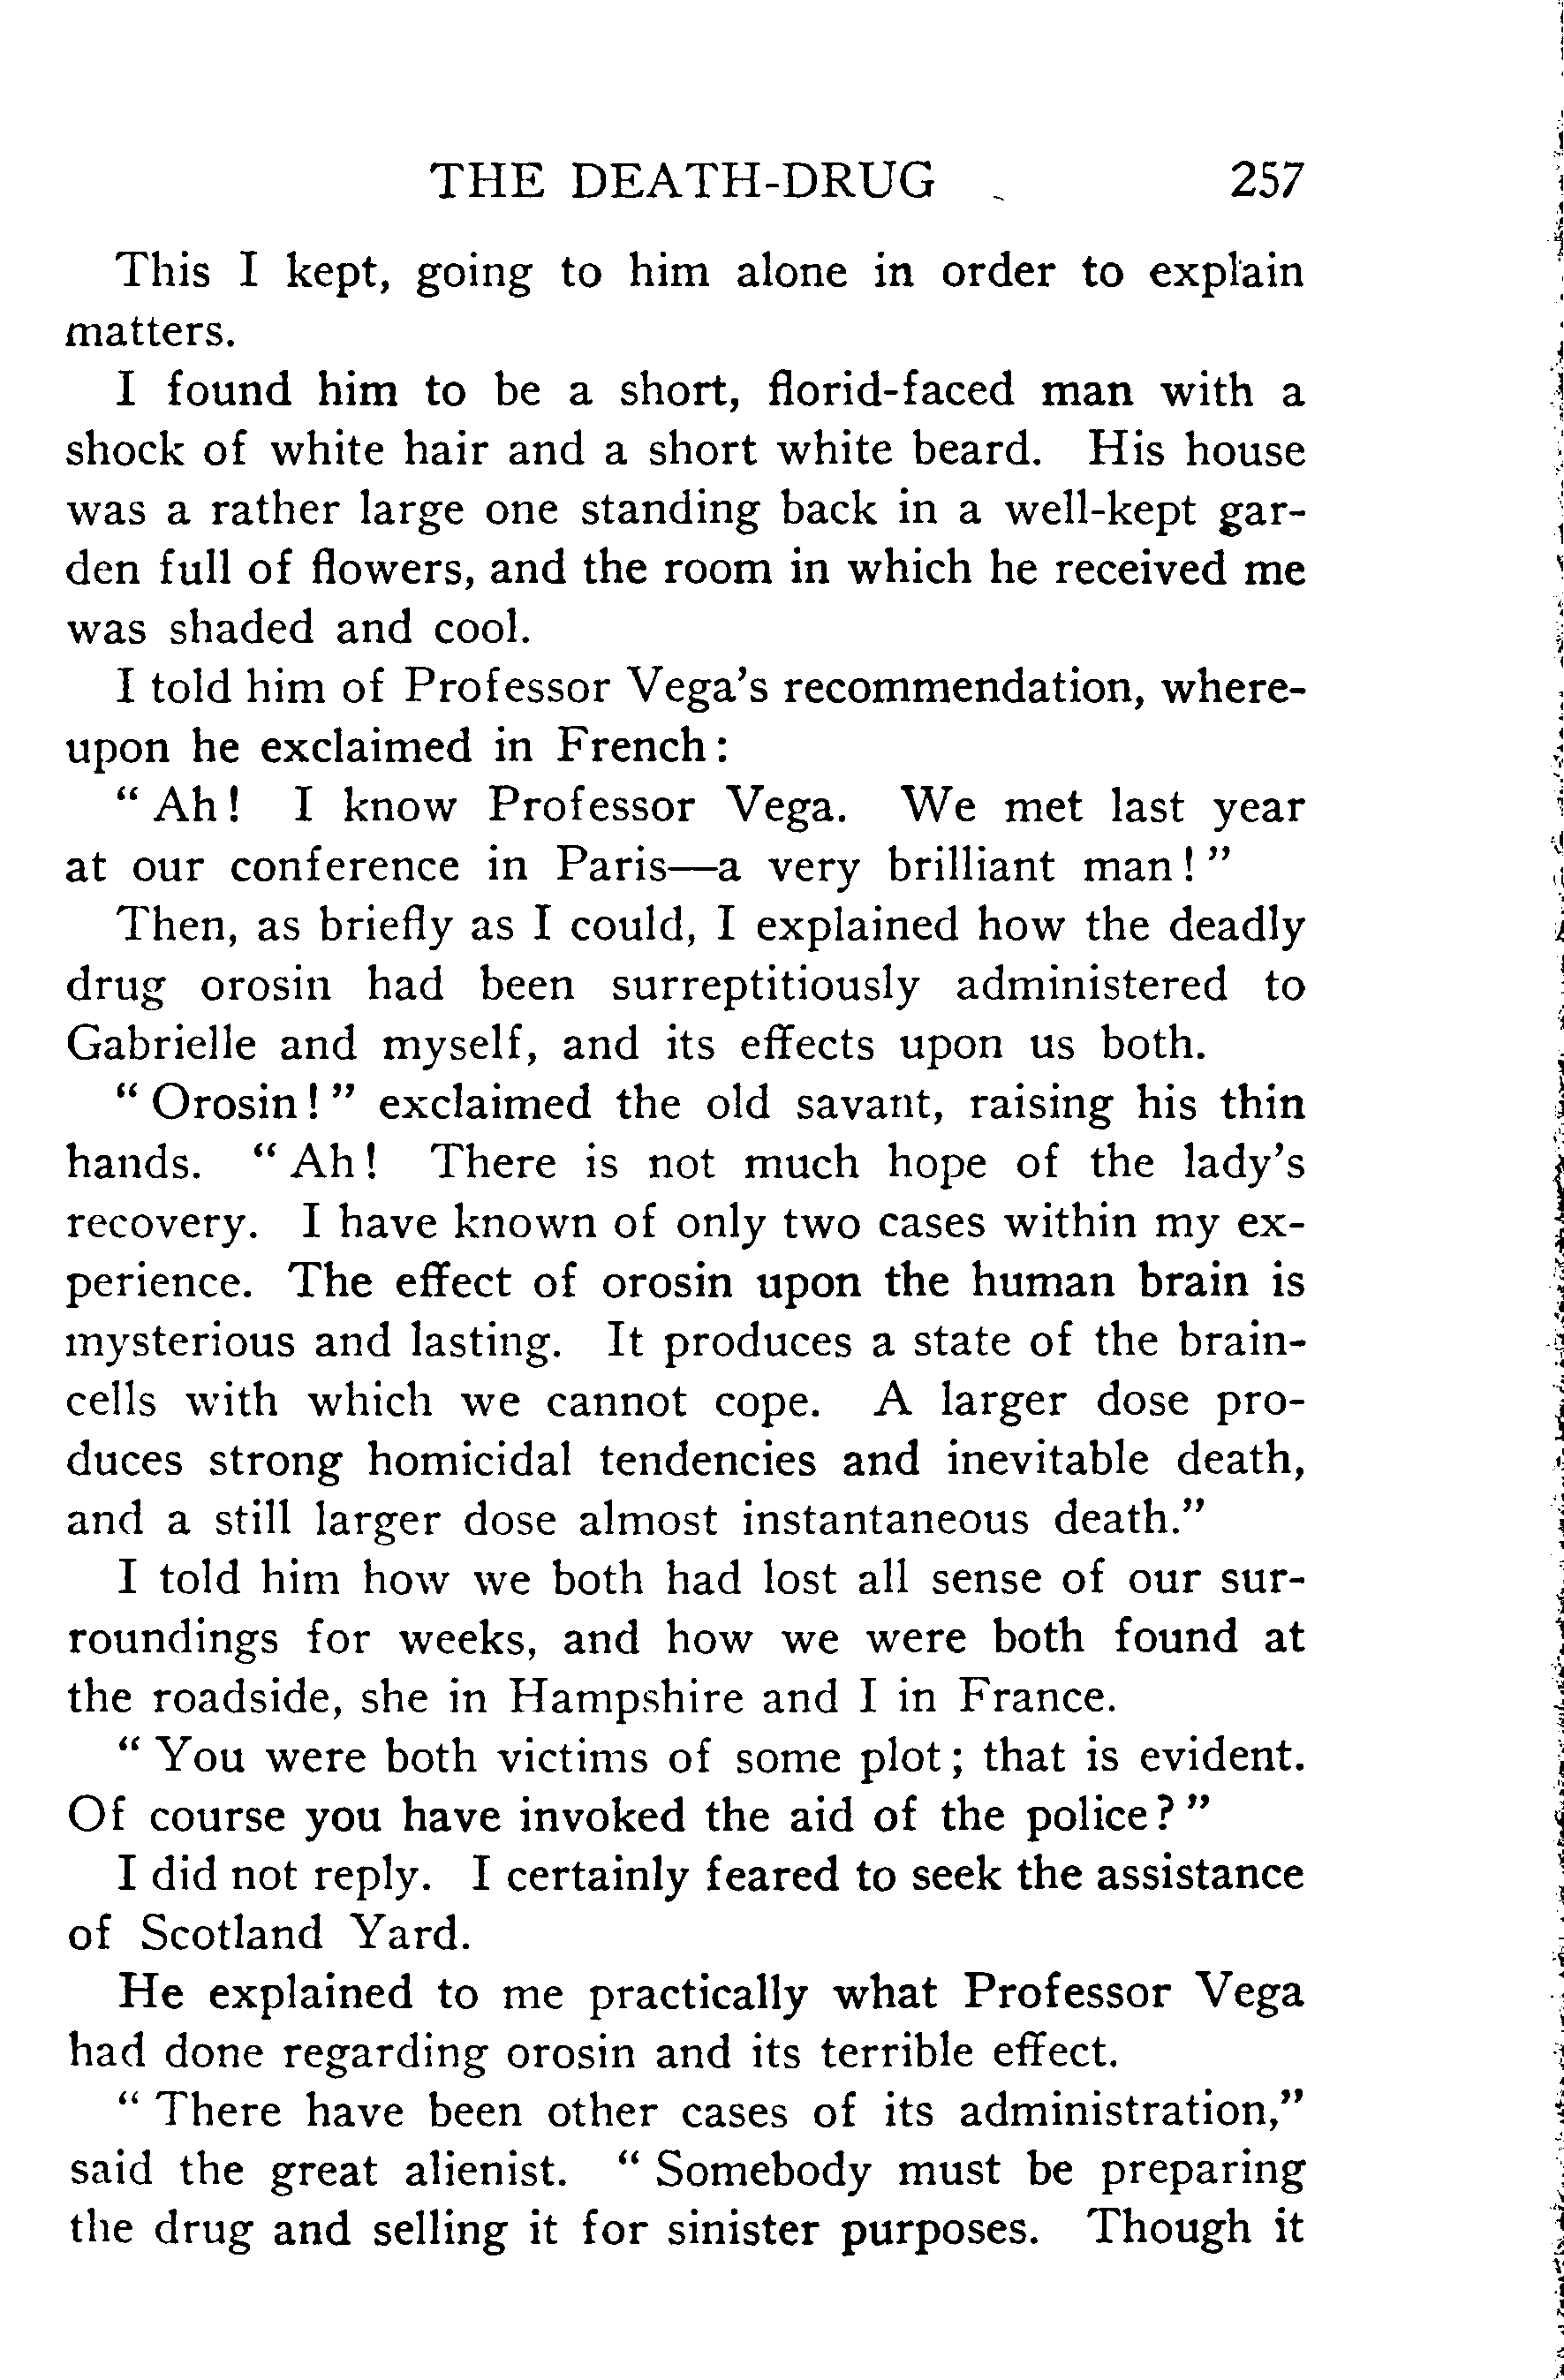 THE DEATH-DRUG 257
This I kept, going to him alone in order to explain
matters.
I found him to be a short, florid-faced man with a
shock of white hair and a short white beard. His house
was a rather large one standing back in a well-kept gar-
den full of flowers, and the room in which he received me
was shaded and cool.
I told him of Professor Vega's recommendation, where-
upon he exclaimed in French:
“Ah! I know Professor Vega. We met last year
at our conference in Paris—a very brilliant man!”
Then, as briefly as I could, I explained how the deadly
drug orosin had been surreptitiously administered to
Gabrielle and myself, and its effects upon us both.
“Orosin!” exclaimed the old savant, raising his thin
hands. “Ah! There is not much hope of the lady's
recovery. I have known of only two cases within my ex-
perience. The effect of orosin upon the human brain is
mysterious and lasting. It produces a state of the brain-
cells with which we cannot cope. A larger dose pro-
duces strong homicidal tendencies and inevitable death,
and a still larger dose almost instantaneous death.”
I told him how we both had lost all sense of our sur-
roundings for weeks, and how we were both found at
the roadside, she in Hampshire and I in France.
“You were both victims of some plot; that is evident.
Of course you have invoked the aid of the police?”
I did not reply. I certainly feared to seek the assistance
of Scotland Yard.
He explained to me practically what Professor Vega
had done regarding orosin and its terrible effect.
“There have been other cases of its administration,”
said the great alienist. “Somebody must be preparing
the drug and selling it for sinister purposes. Though it